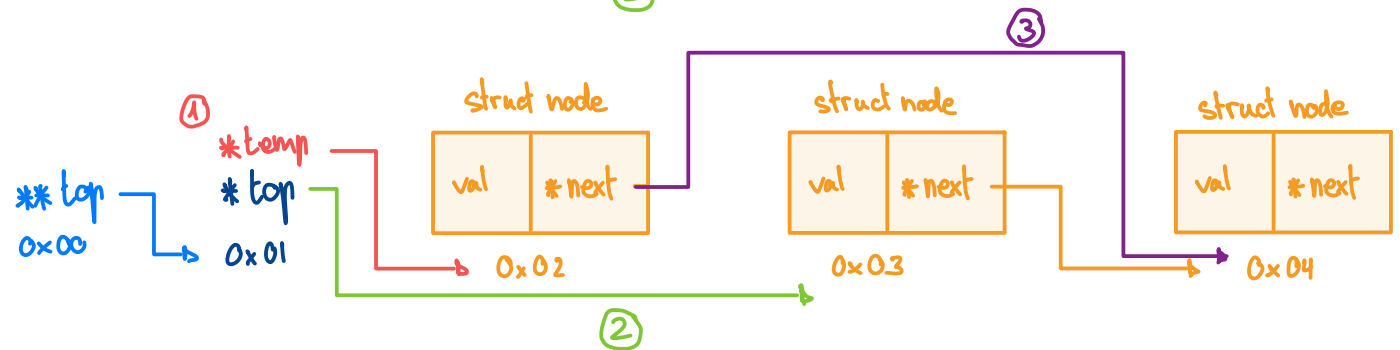 3
struct node
struct node
struct node
1
*temp
**top
*top
val
*next
val
*next
val
*next
0x00
0x01
0x02
0x03
0x04
2